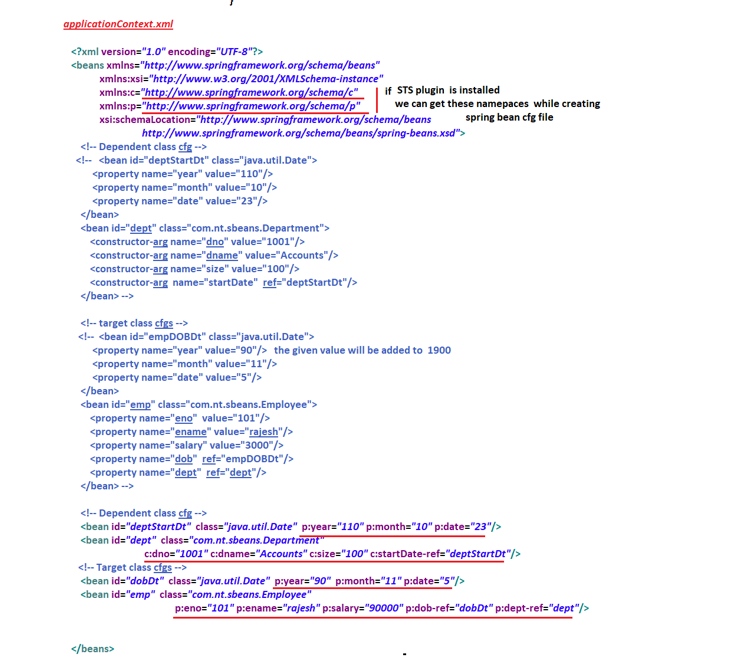 applicationContext.xml
<?xml version="1.0" encoding="UTF-8"?>
<beans xmlns="http://www.springframework.org/schema/beans"
xmlns:xsi="http://www.w3.org/2001/XMLSchema-instance"
xmlns:c="http://www.springframework.org/schema/c"
xmlns:p="http://www.springframework.org/schema/p"
if STS plugin is installed
we can get these namepaces while creating
spring bean cfg file
xsi:schemaLocation="http://www.springframework.org/schema/beans
http://www.springframework.org/schema/beans/spring-beans.xsd">
<!-- Dependent class cfg -->
<!-- <bean id="deptStartDt" class="java.util.Date">
<property name="year" value="110"/>
<property name="month" value="10"/>
<property name="date" value="23"/>
</bean>
<bean id="dept" class="com.nt.sbeans.Department">
<constructor-arg name="dno" value="1001"/>
<constructor-arg name="dname" value="Accounts"/>
<constructor-arg name="size" value="100"/>
<constructor-arg name="startDate" ref="deptStartDt"/>
</bean> -->
<!-- target class cfgs -->
<!-- <bean id="empDOBDt" class="java.util.Date">
<property name="year" value="90"/> the given value will be added to 1900
<property name="month" value="11"/>
<property name="date" value="5"/>
</bean>
<bean id="emp" class="com.nt.sbeans.Employee">
<property name="eno" value="101"/>
<property name="ename" value="rajesh"/>
<property name="salary" value="3000"/>
<property name="dob" ref="empDOBDt"/>
<property name="dept" ref="dept"/>
</bean> -->
<!-- Dependent class cfg -->
<bean id="deptStartDt" class="java.util.Date" p:year="110" p:month="10" p:date="23"/>
<bean id="dept" class="com.nt.sbeans.Department"
c:dno="1001" c:dname="Accounts" c:size="100" c:startDate-ref="deptStartDt"/>
<!-- Target class cfgs -->
<bean id="dobDt" class="java.util.Date" p:year="90" p:month="11" p:date="5"/>
<bean id="emp" class="com.nt.sbeans.Employee"
p:eno="101" p:ename="rajesh" p:salary="90000" p:dob-ref="dobDt" p:dept-ref="dept"/>
</beans>